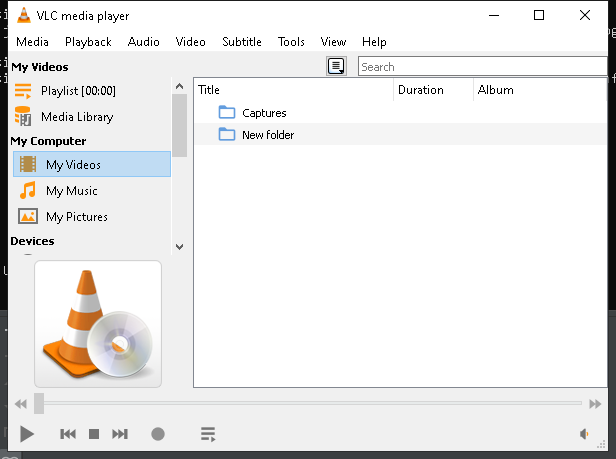 VLC media player
Media Playback Audio Video Subtitle Tools View Help
My Videos
Search
Playlist [00:00]
Media Library
My Computer
My Videos
My Music
My Pictures
Devices
Title Duration Album
Captures
New folder